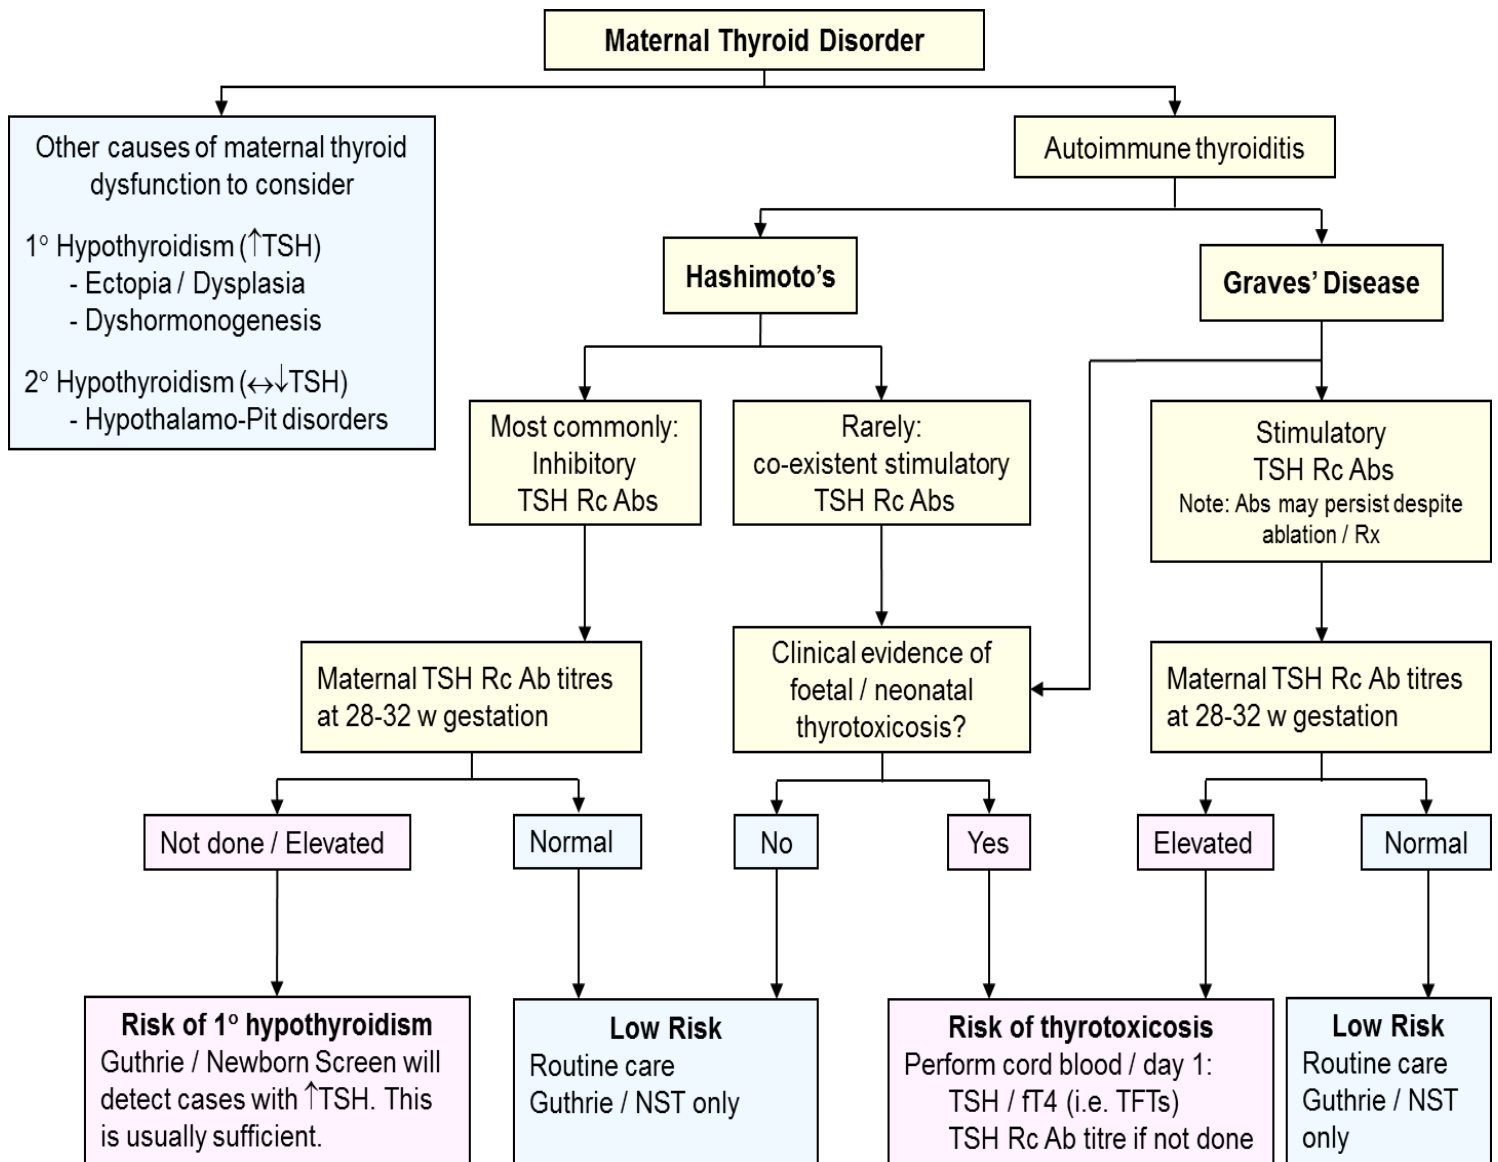 Maternal Thyroid Disorder
Other causes of maternal thyroid
dysfunction to consider
1° Hypothyroidism (↑TSH)
- Ectopia / Dysplasia
- Dyshormonogenesis
2° Hypothyroidism (↔↓TSH)
- Hypothalamo-Pit disorders
Autoimmune thyroiditis
Hashimoto's
Graves' Disease
Most commonly:
Inhibitory
TSH Rc Abs
Rarely:
co-existent stimulatory
TSH Rc Abs
Stimulatory
TSH Rc Abs
Note: Abs may persist despite
ablation / Rx
Maternal TSH Rc Ab titres
at 28-32 w gestation
Clinical evidence of
foetal / neonatal
thyrotoxicosis?
Maternal TSH Rc Ab titres
at 28-32 w gestation
Not done / Elevated
Normal
No
Yes
Elevated
Normal
Risk of 1° hypothyroidism
Guthrie / Newborn Screen will
detect cases with ↑TSH. This
is usually sufficient.
Low Risk
Routine care
Guthrie / NST only
Risk of thyrotoxicosis
Perform cord blood / day 1:
TSH / fT4 (i.e. TFTs)
TSH Rc Ab titre if not done
Low Risk
Routine care
Guthrie / NST
only